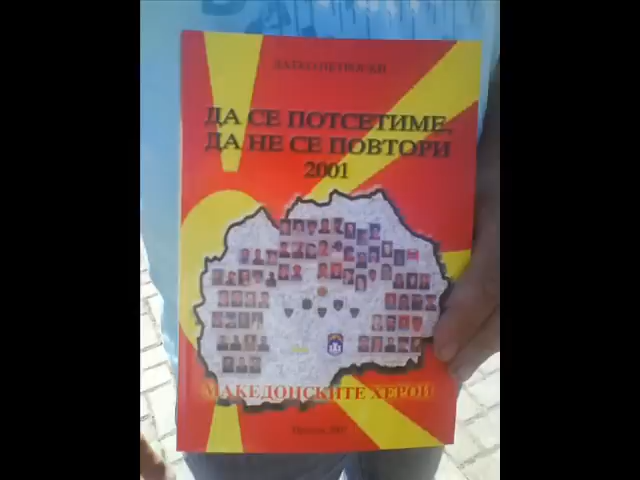 ДА СЕ ПОТСЕТИМЕ,
ДА НЕ СЕ ПОВТОРИ
2001
МАКЕДОНСКИТЕ ХЕРОИ